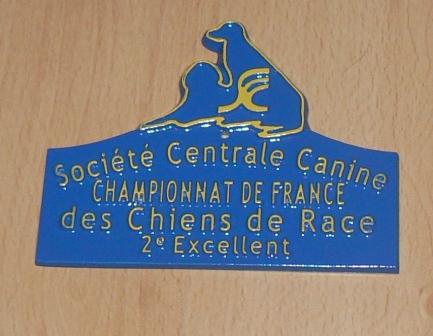 Société Centrale Canine
CHAMPIONNAT DE FRANCE
des Chiens de Race
2e Excellent